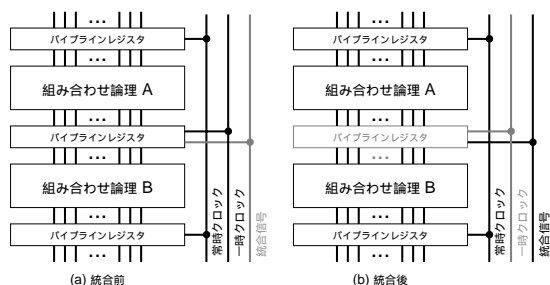 ...
パイプラインレジスタ
...
組み合わせ論理 A
...
パイプラインレジスタ
...
組み合わせ論理 B
...
パイプラインレジスタ
...
常時クロック
一時クロック
統合信号
(a) 統合前
...
パイプラインレジスタ
...
組み合わせ論理 A
...
パイプラインレジスタ
...
組み合わせ論理 B
...
パイプラインレジスタ
...
常時クロック
一時クロック
統合信号
(b) 統合後